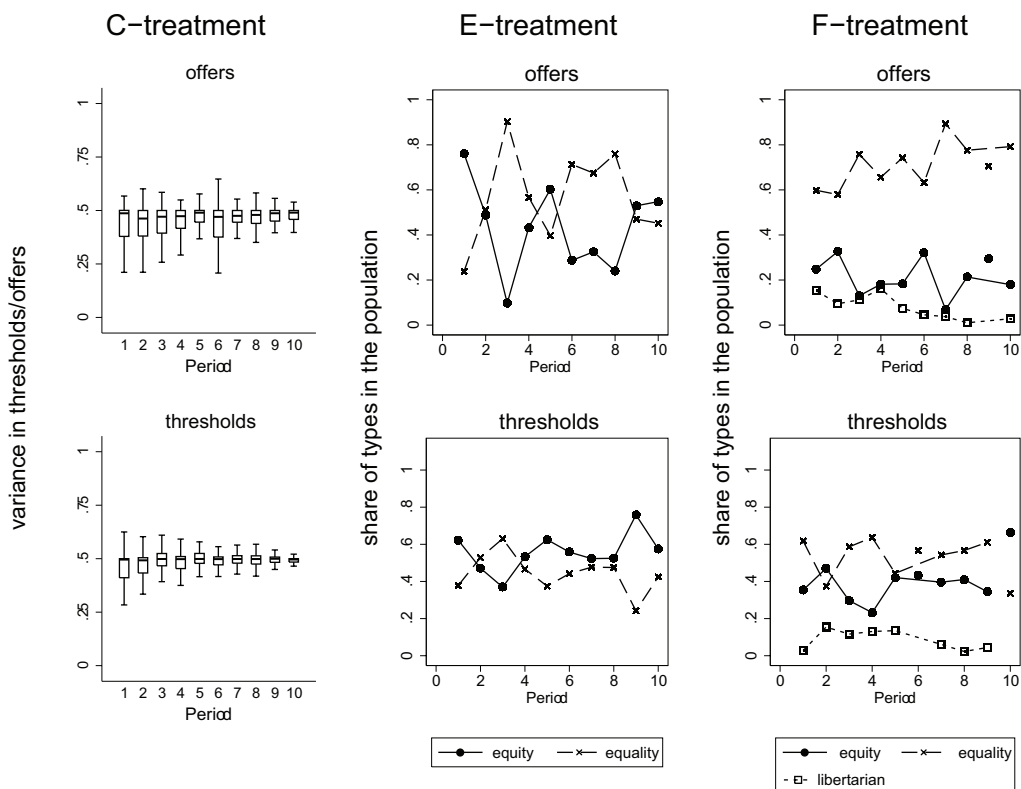 C−treatment
E−treatment
F−treatment
variance in thresholds/offers
offers
1
.75
.5
.25
0
1 2 3 4 5 6 7 8 9 10
Period
thresholds
1
.75
.5
.25
0
1 2 3 4 5 6 7 8 9 10
Period
share of types in the population
offers
1
.8
.6
.4
.2
0
0 2 4 6 8 10
Period
thresholds
1
.8
.6
.4
.2
0
0 2 4 6 8 10
Period
equity equality
share of types in the population
offers
1
.8
.6
.4
.2
0
0 2 4 6 8 10
Period
thresholds
1
.8
.6
.4
.2
0
0 2 4 6 8 10
Period
equity equality
libertarian